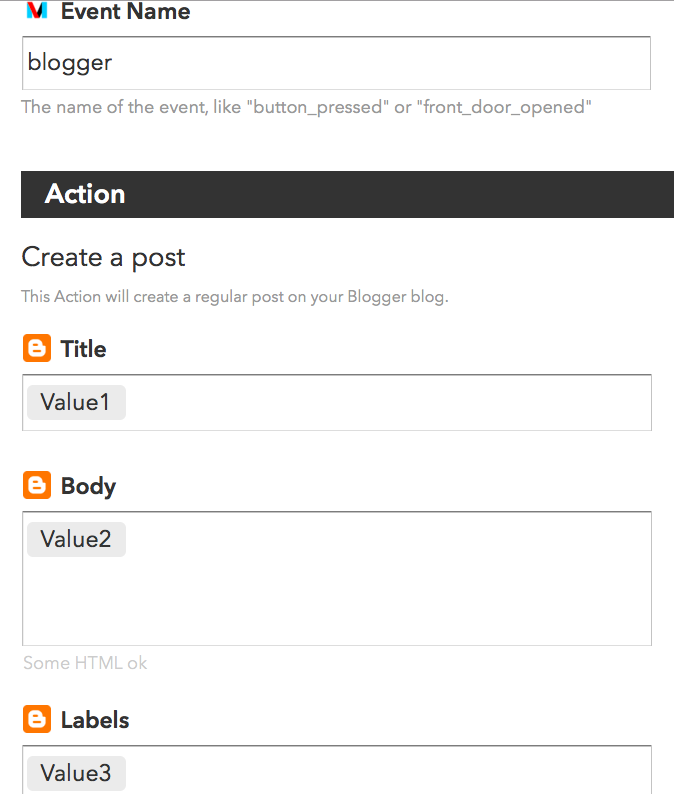 Event Name
blogger
The name of the event, like "button_pressed" or "front_door_opened"
Action
Create a post
This Action will create a regular post on your Blogger blog.
Title
Value1
Body
Value2
Some HTML ok
Labels
Value3